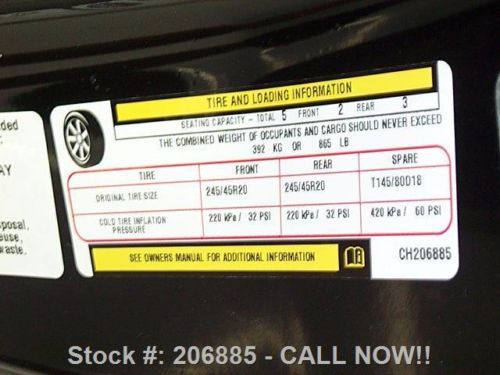 ded
AY
posal,
use,
waste.
TIRE AND LOADING INFORMATION
SEATING CAPACITY - TOTAL 5 FRONT 2 REAR 3
THE COMBINED WEIGHT OF OCCUPANTS AND CARGO SHOULD NEVER EXCEED
392 KG OR 865 LB
TIRE FRONT REAR SPARE
ORIGINAL TIRE SIZE 245/45R20 245/45R20 T145/80D18
COLD TIRE INFLATION PRESSURE 220 kPa / 32 PSI 220 kPa / 32 PSI 420 kPa / 60 PSI
SEE OWNERS MANUAL FOR ADDITIONAL INFORMATION CH206885
Stock #: 206885 - CALL NOW!!